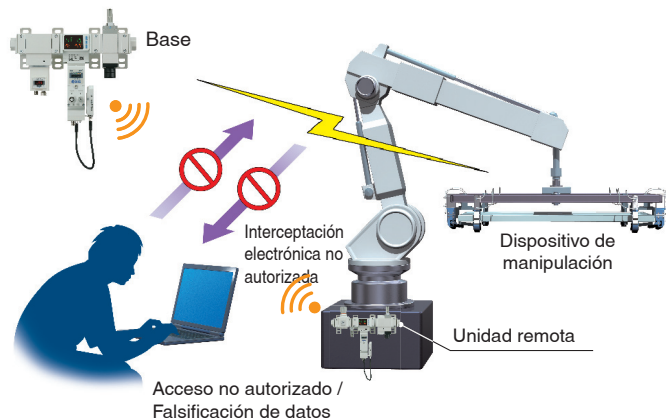 Base
Interceptación
electrónica no
autorizada
Dispositivo de
manipulación
Unidad remota
Acceso no autorizado /
Falsificación de datos